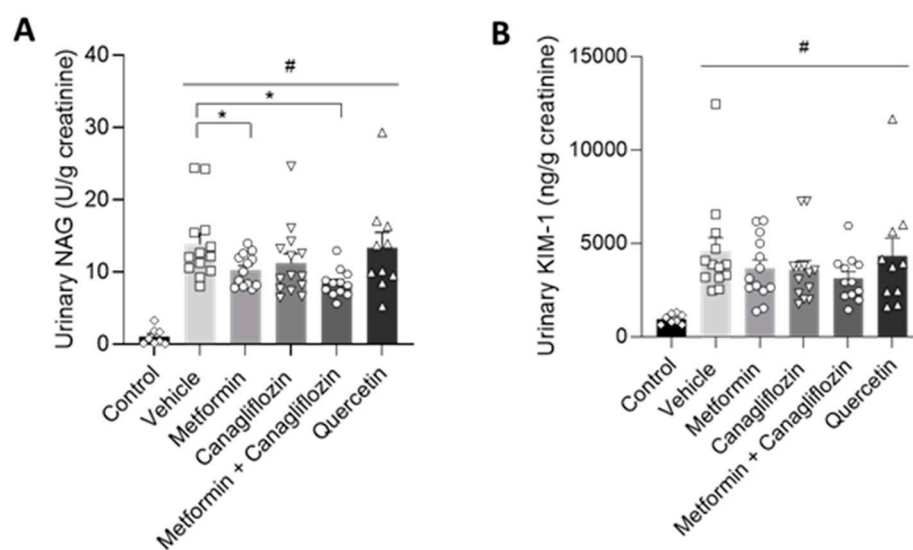 A
Urinary NAG (U/g creatinine)
40
30
20
10
0
#
*
*
Control
Vehicle
Metformin
Canagliflozin
Metformin + Canagliflozin
Quercetin
B
Urinary KIM-1 (ng/g creatinine)
15000
10000
5000
0
#
Control
Vehicle
Metformin
Canagliflozin
Metformin + Canagliflozin
Quercetin